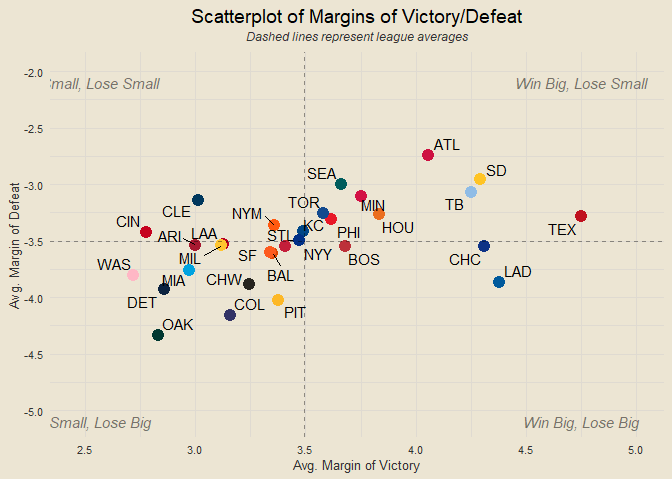 Scatterplot of Margins of Victory/Defeat
Dashed lines represent league averages
-2.0
Small, Lose Small
Win Big, Lose Small
-2.5
ATL
SEA
SD
-3.0
TB
CLE
NYM
TOR
MIN
CIN
KC
HOU
TEX
ARI
LAA
STL
PHI
-3.5
MIL
SF
NYY
BOS
CHC
WAS
MIA
CHW
BAL
LAD
-4.0
DET
COL
PIT
OAK
-4.5
Small, Lose Big
Win Big, Lose Big
-5.0
2.5 3.0 3.5 4.0 4.5 5.0
Avg. Margin of Victory
Avg. Margin of Defeat